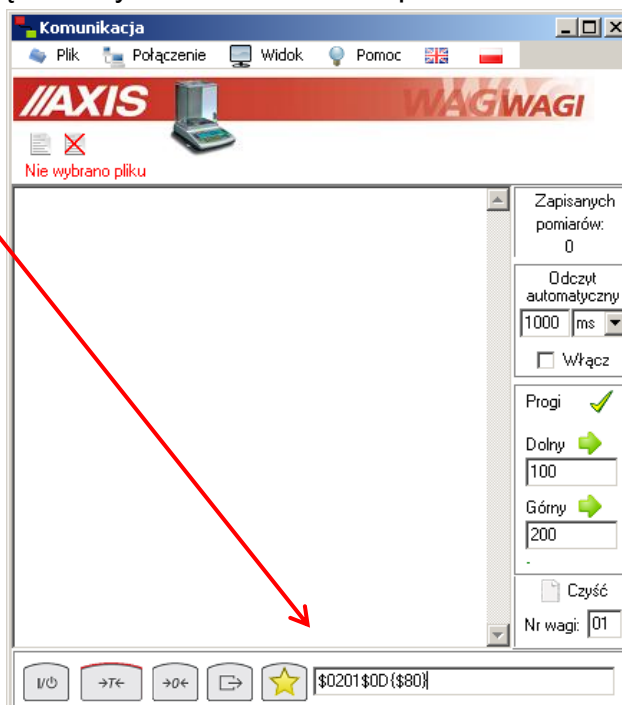 Komunikacja
Plik Połączenie Widok Pomoc
//AXIS WAGI WAGI
Nie wybrano pliku
Zapisanych
pomiarów:
0
Odczyt
automatyczny
1000 ms
Włącz
Progi
Dolny
100
Górny
200
Czyść
Nr wagi: 01
I/⏻ →T← →0← $0201$0D{$80}